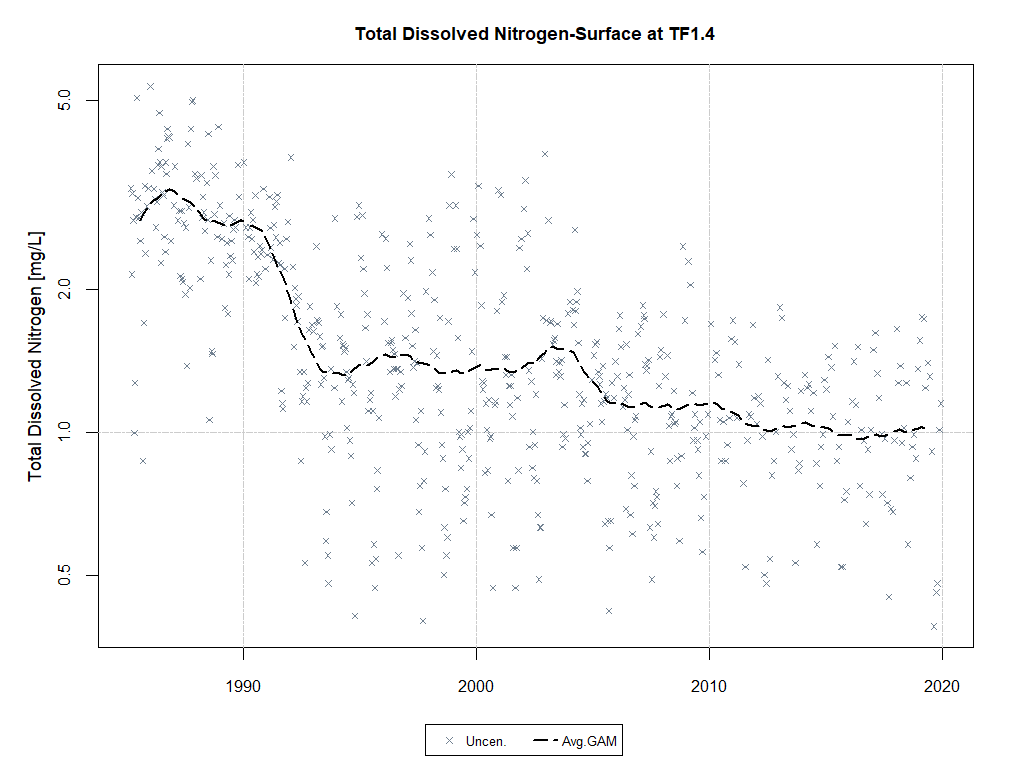 Total Dissolved Nitrogen-Surface at TF1.4
Total Dissolved Nitrogen [mg/L]
5.0
2.0
1.0
0.5
1990 2000 2010 2020
Uncen. Avg.GAM